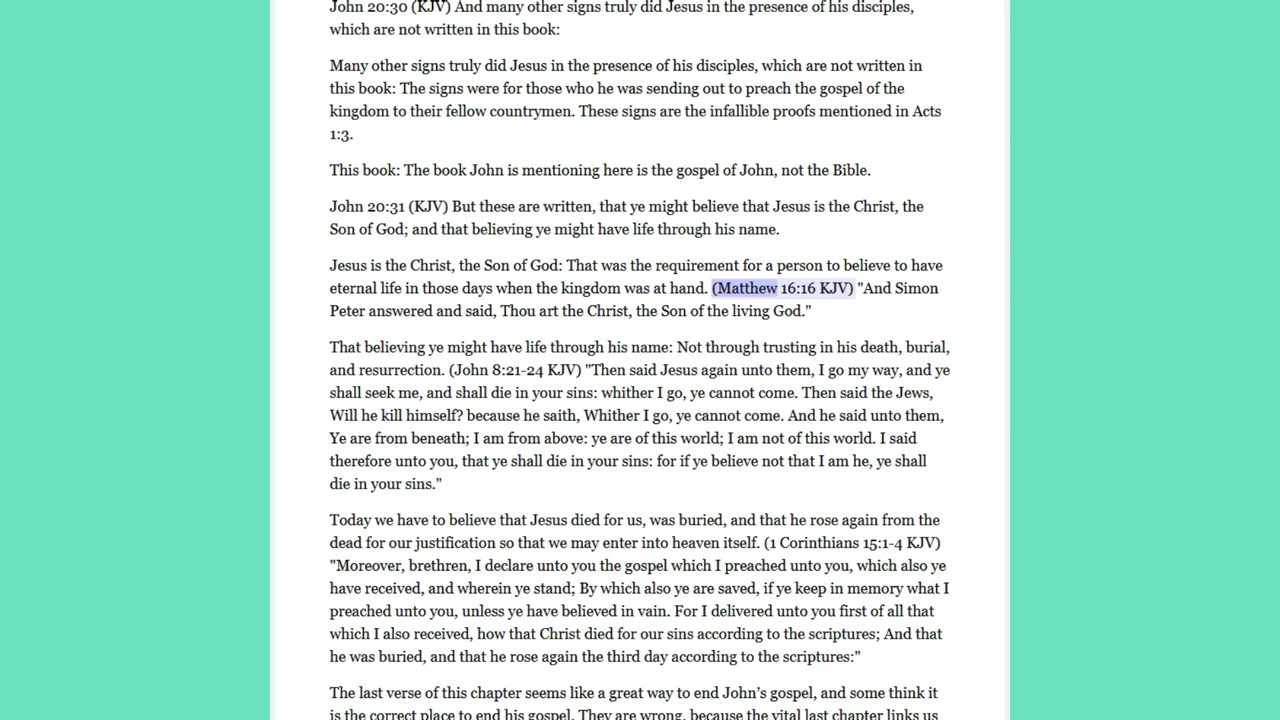 John 20:30 (KJV) And many other signs truly did Jesus in the presence of his disciples,
which are not written in this book:
Many other signs truly did Jesus in the presence of his disciples, which are not written in
this book: The signs were for those who he was sending out to preach the gospel of the
kingdom to their fellow countrymen. These signs are the infallible proofs mentioned in Acts
1:3.
This book: The book John is mentioning here is the gospel of John, not the Bible.
John 20:31 (KJV) But these are written, that ye might believe that Jesus is the Christ, the
Son of God; and that believing ye might have life through his name.
Jesus is the Christ, the Son of God: That was the requirement for a person to believe to have
eternal life in those days when the kingdom was at hand. (Matthew 16:16 KJV) "And Simon
Peter answered and said, Thou art the Christ, the Son of the living God."
That believing ye might have life through his name: Not through trusting in his death, burial,
and resurrection. (John 8:21-24 KJV) "Then said Jesus again unto them, I go my way, and ye
shall seek me, and shall die in your sins: whither I go, ye cannot come. Then said the Jews,
Will he kill himself? because he saith, Whither I go, ye cannot come. And he said unto them,
Ye are from beneath; I am from above: ye are of this world; I am not of this world. I said
therefore unto you, that ye shall die in your sins: for if ye believe not that I am he, ye shall
die in your sins."
Today we have to believe that Jesus died for us, was buried, and that he rose again from the
dead for our justification so that we may enter into heaven itself. (1 Corinthians 15:1-4 KJV)
"Moreover, brethren, I declare unto you the gospel which I preached unto you, which also ye
have received, and wherein ye stand; By which also ye are saved, if ye keep in memory what I
preached unto you, unless ye have believed in vain. For I delivered unto you first of all that
which I also received, how that Christ died for our sins according to the scriptures; And that
he was buried, and that he rose again the third day according to the scriptures:"
The last verse of this chapter seems like a great way to end John’s gospel, and some think it
is the correct place to end his gospel. They are wrong, because the vital last chapter links us